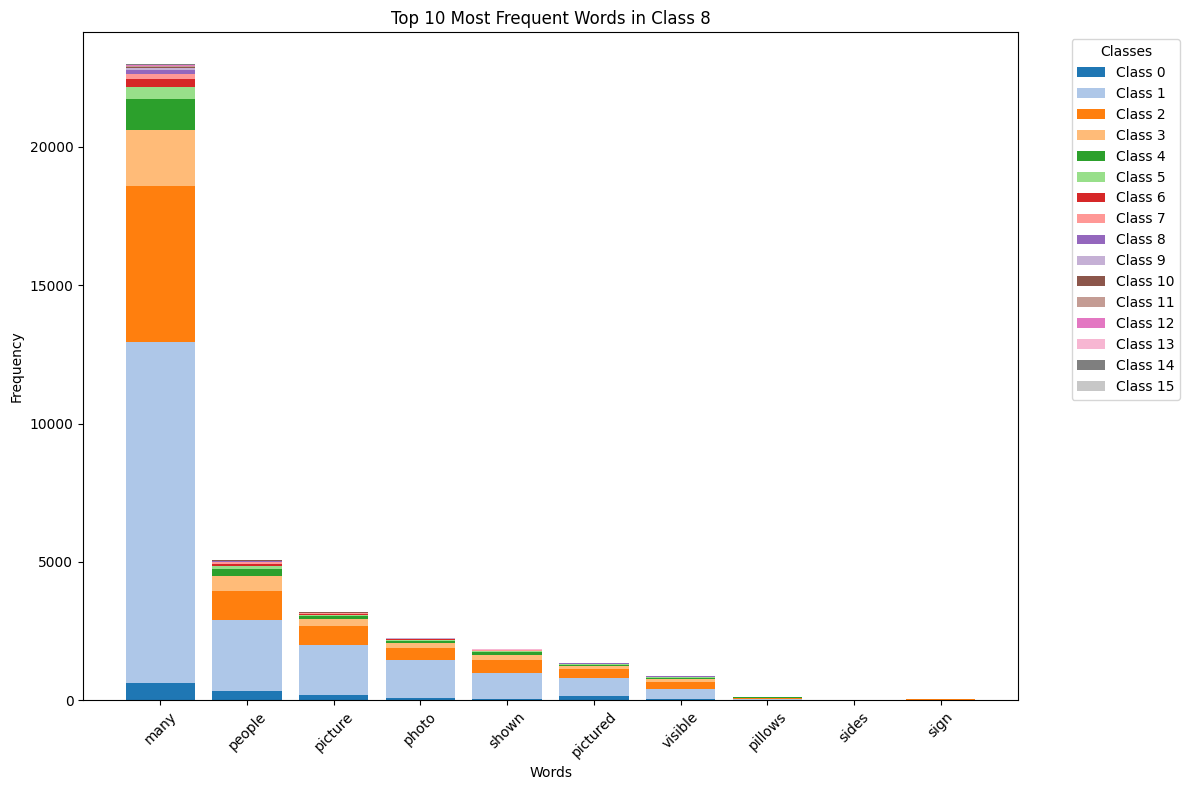 Top 10 Most Frequent Words in Class 8
Classes
Class 0
Class 1
Class 2
Class 3
Class 4
Class 5
Class 6
Class 7
Class 8
Class 9
Class 10
Class 11
Class 12
Class 13
Class 14
Class 15
Frequency
20000
15000
10000
5000
0
many people picture photo shown pictured visible pillows sides sign
Words